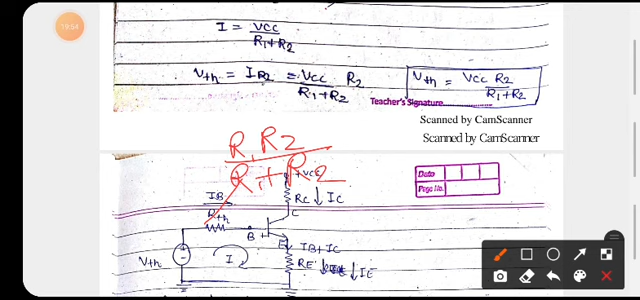 19:54
I = VCC / R1+R2
Vth = I R2 = VCC / R1+R2 R2
Vth = VCC R2 / R1+R2
Teacher's Signature
Scanned by CamScanner
Scanned by CamScanner
R1 R2 / R1+R2
Date
Page No.
+VCC
IB
RC ↓ IC
Rth
C
B
E
IB+IC
Vth
I
RE
↓ IE